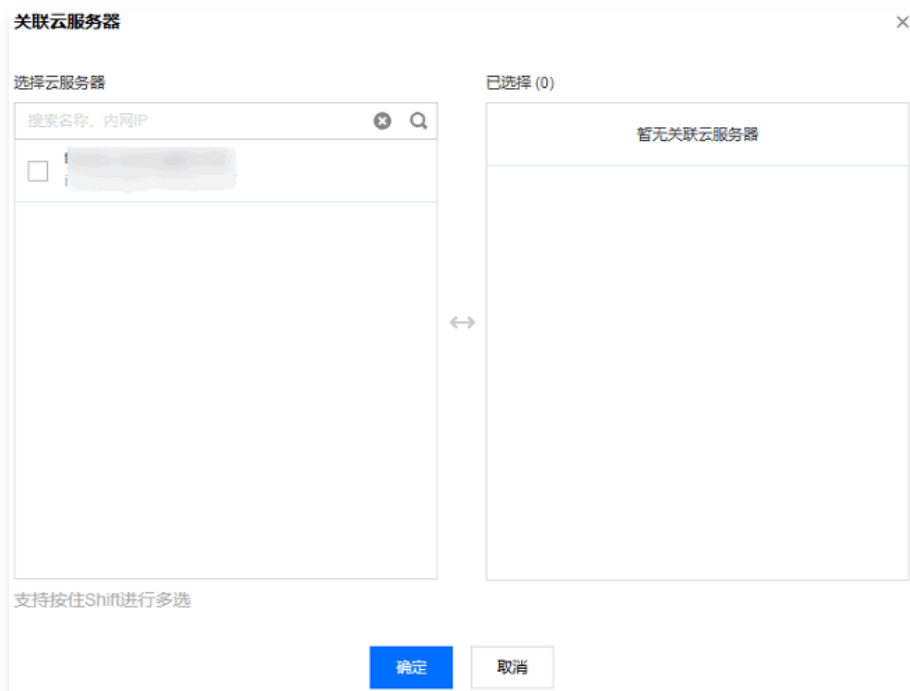 关联云服务器
选择云服务器
已选择 (0)
搜索名称、内网IP
暂无关联云服务器
支持按住Shift进行多选
确定
取消